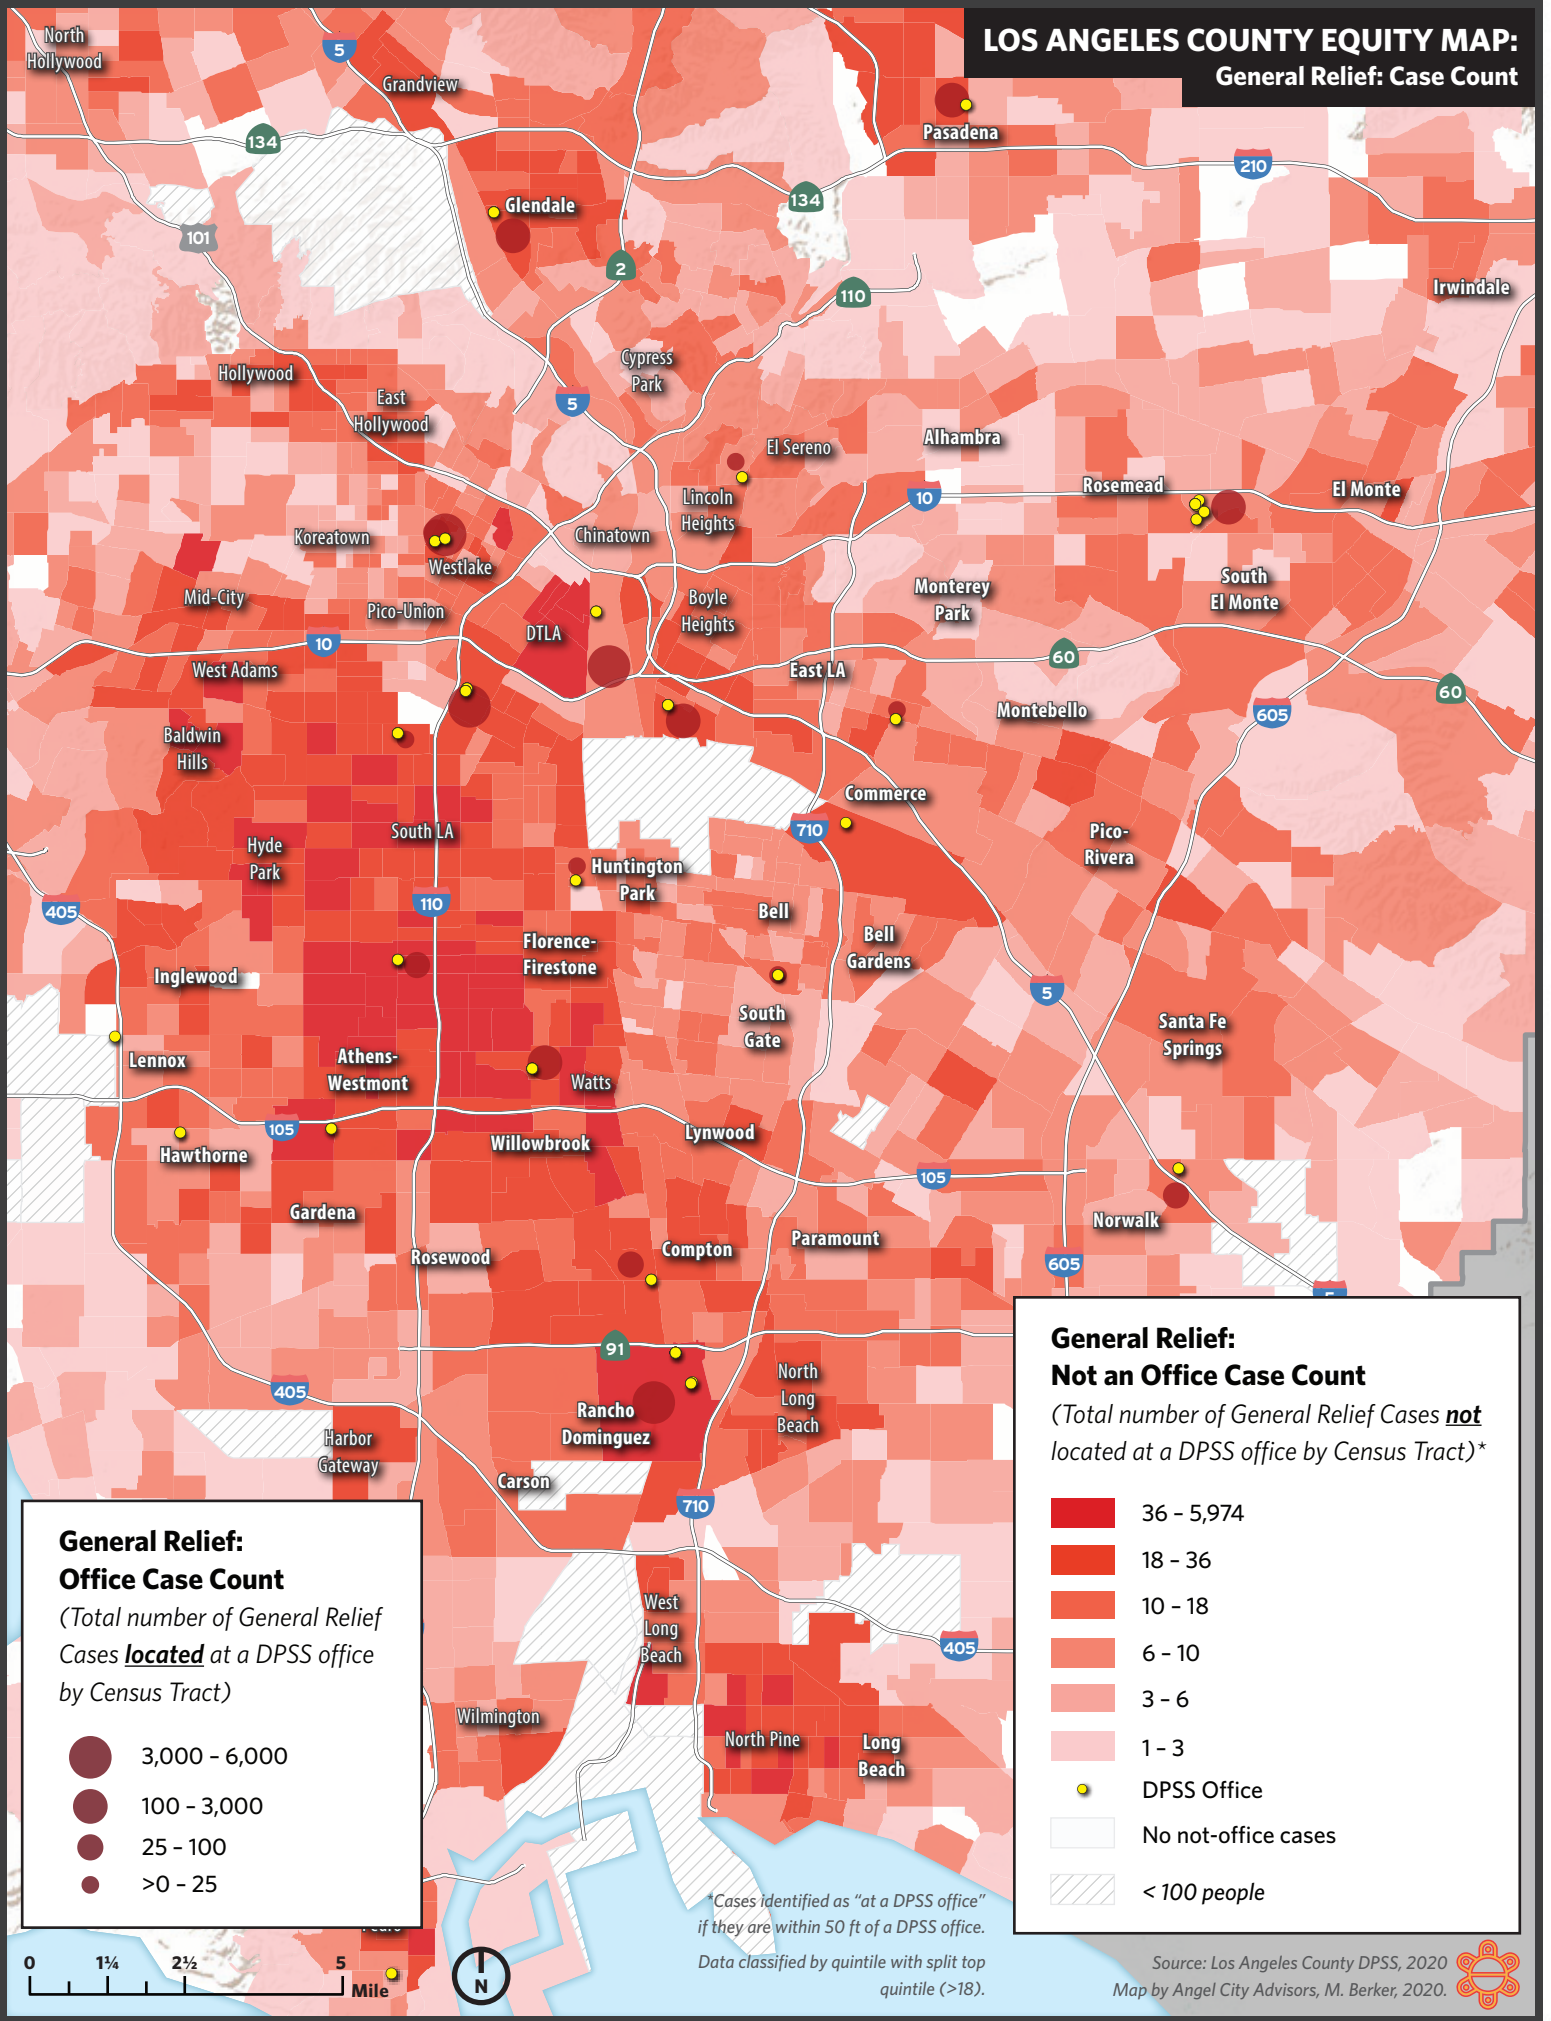 LOS ANGELES COUNTY EQUITY MAP:
General Relief: Case Count
North
Hollywood
5
Grandview
Pasadena
134
134
210
Glendale
101
2
110
Irwindale
Cypress
Park
Hollywood
East
Hollywood
5
El Sereno
Alhambra
Lincoln
Heights
10
Rosemead
El Monte
Koreatown
Chinatown
Westlake
Mid-City
Pico-Union
Boyle
Heights
Monterey
Park
South
El Monte
DTLA
10
West Adams
East LA
60
60
Montebello
605
Baldwin
Hills
Commerce
South LA
710
Pico-
Rivera
Hyde
Park
Huntington
Park
405
110
Bell
Florence-
Firestone
Bell
Gardens
Inglewood
5
South
Gate
Santa Fe
Springs
Lennox
Athens-
Westmont
Watts
105
Hawthorne
Willowbrook
Lynwood
105
Gardena
Norwalk
Rosewood
Compton
Paramount
605
5
91
North
Long
Beach
405
Rancho
Dominguez
Harbor
Gateway
Carson
710
West
Long
Beach
405
Wilmington
North Pine
Long
Beach
General Relief:
Not an Office Case Count
(Total number of General Relief Cases not
located at a DPSS office by Census Tract)*
36 – 5,974
18 – 36
10 – 18
6 – 10
3 – 6
1 – 3
DPSS Office
No not-office cases
< 100 people
General Relief:
Office Case Count
(Total number of General Relief
Cases located at a DPSS office
by Census Tract)
3,000 – 6,000
100 – 3,000
25 – 100
>0 – 25
Pedro
0 1¼ 2½ 5
Mile
N
*Cases identified as “at a DPSS office”
if they are within 50 ft of a DPSS office.
Data classified by quintile with split top
quintile (>18).
Source: Los Angeles County DPSS, 2020
Map by Angel City Advisors, M. Berker, 2020.